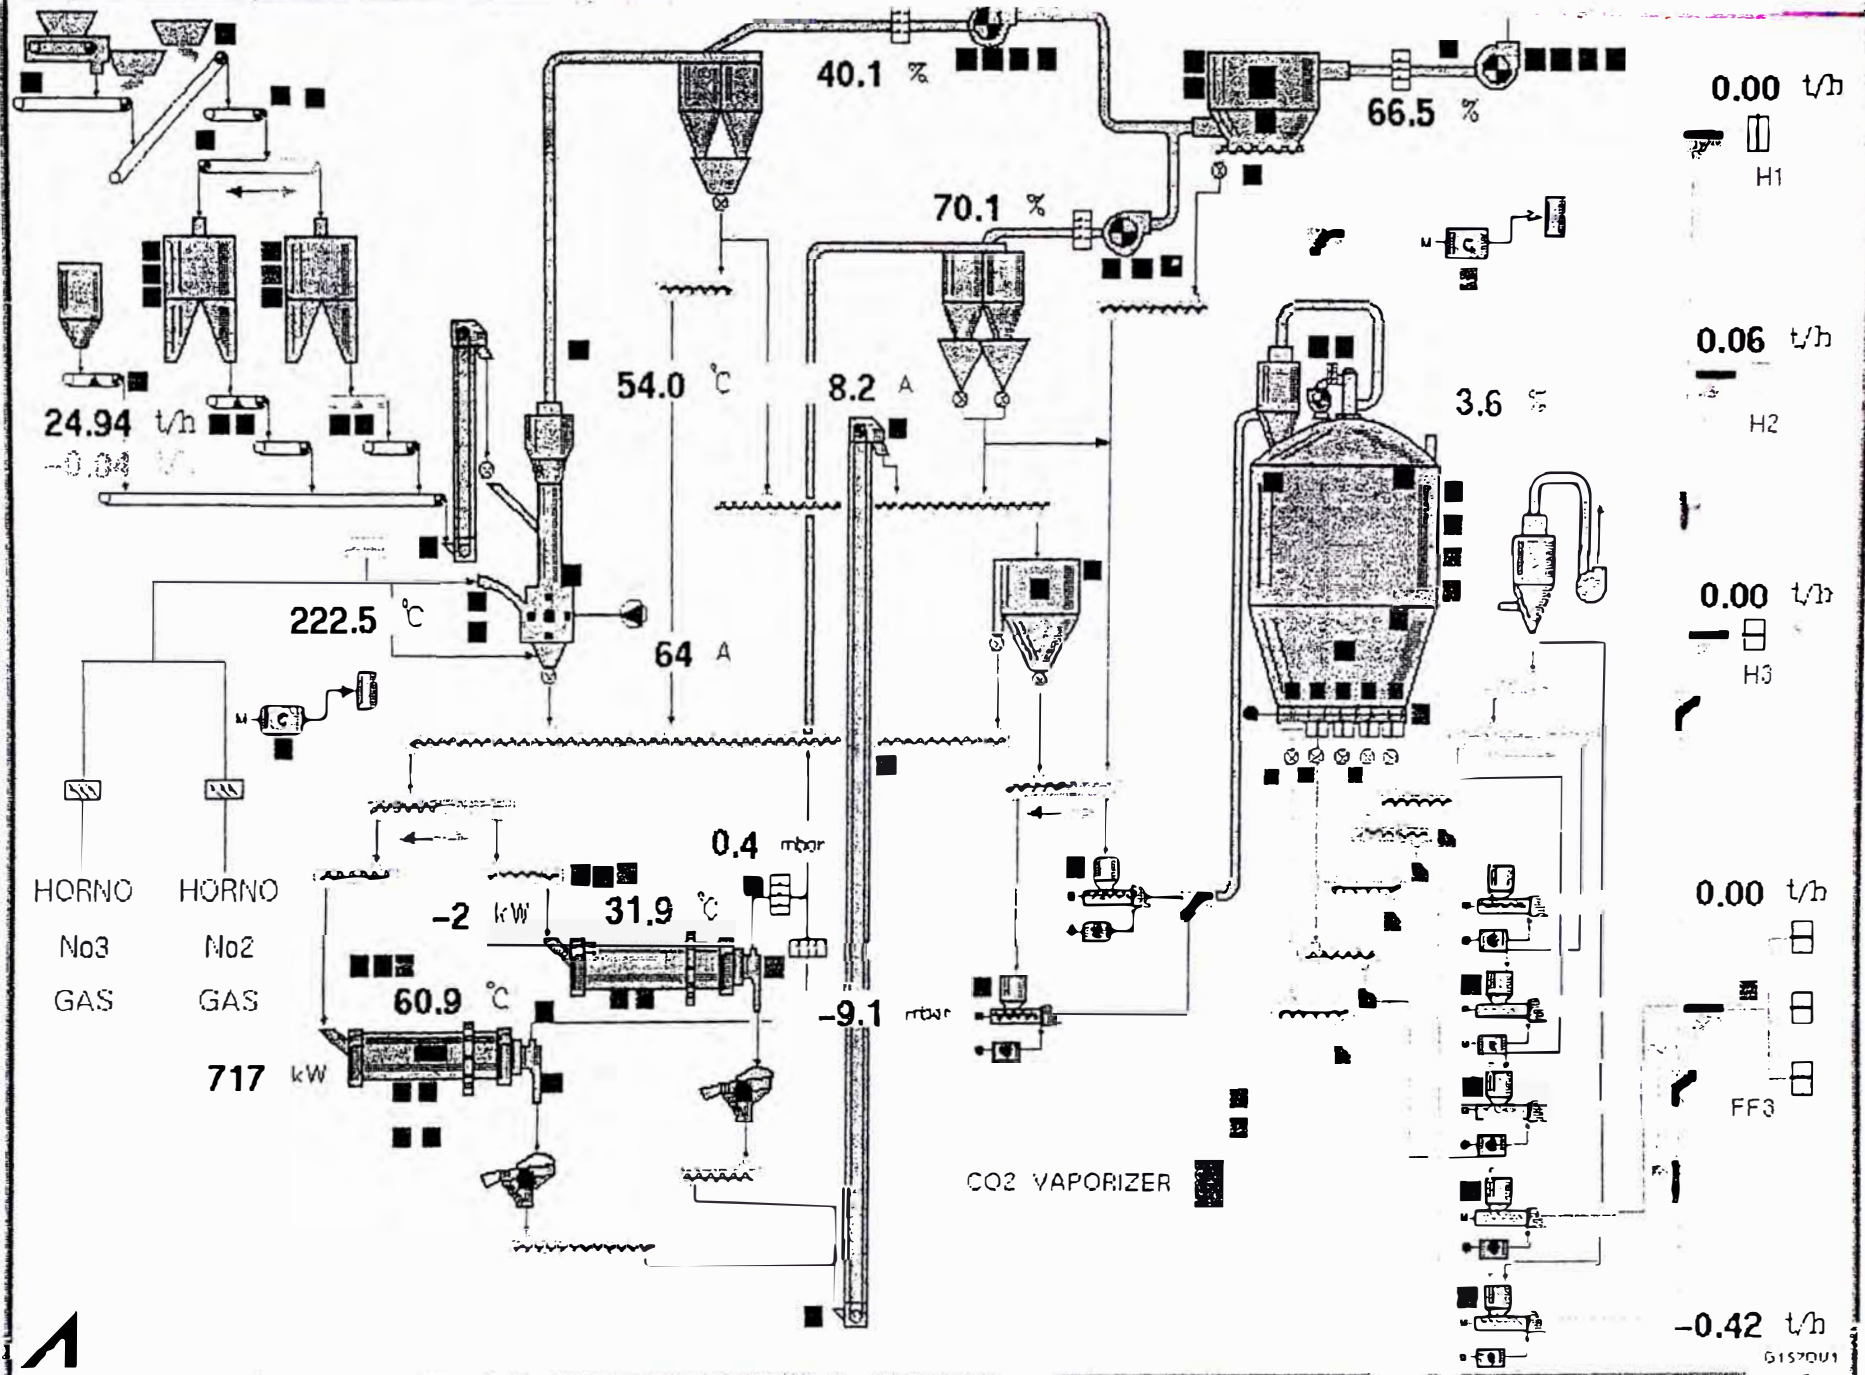 40.1 %
66.5 %
0.00 t/h
H1
70.1 %
M C
0.06 t/h
H2
54.0 °C
8.2 A
3.6 %
24.94 t/h
222.5 °C
64 A
0.00 t/h
H3
M C
0.4 mbar
HORNO
No3
GAS
HORNO
No2
GAS
-2 kW
31.9 °C
0.00 t/h
60.9 °C
-9.1 mbar
717 kW
FF3
CO2 VAPORIZER
-0.42 t/h